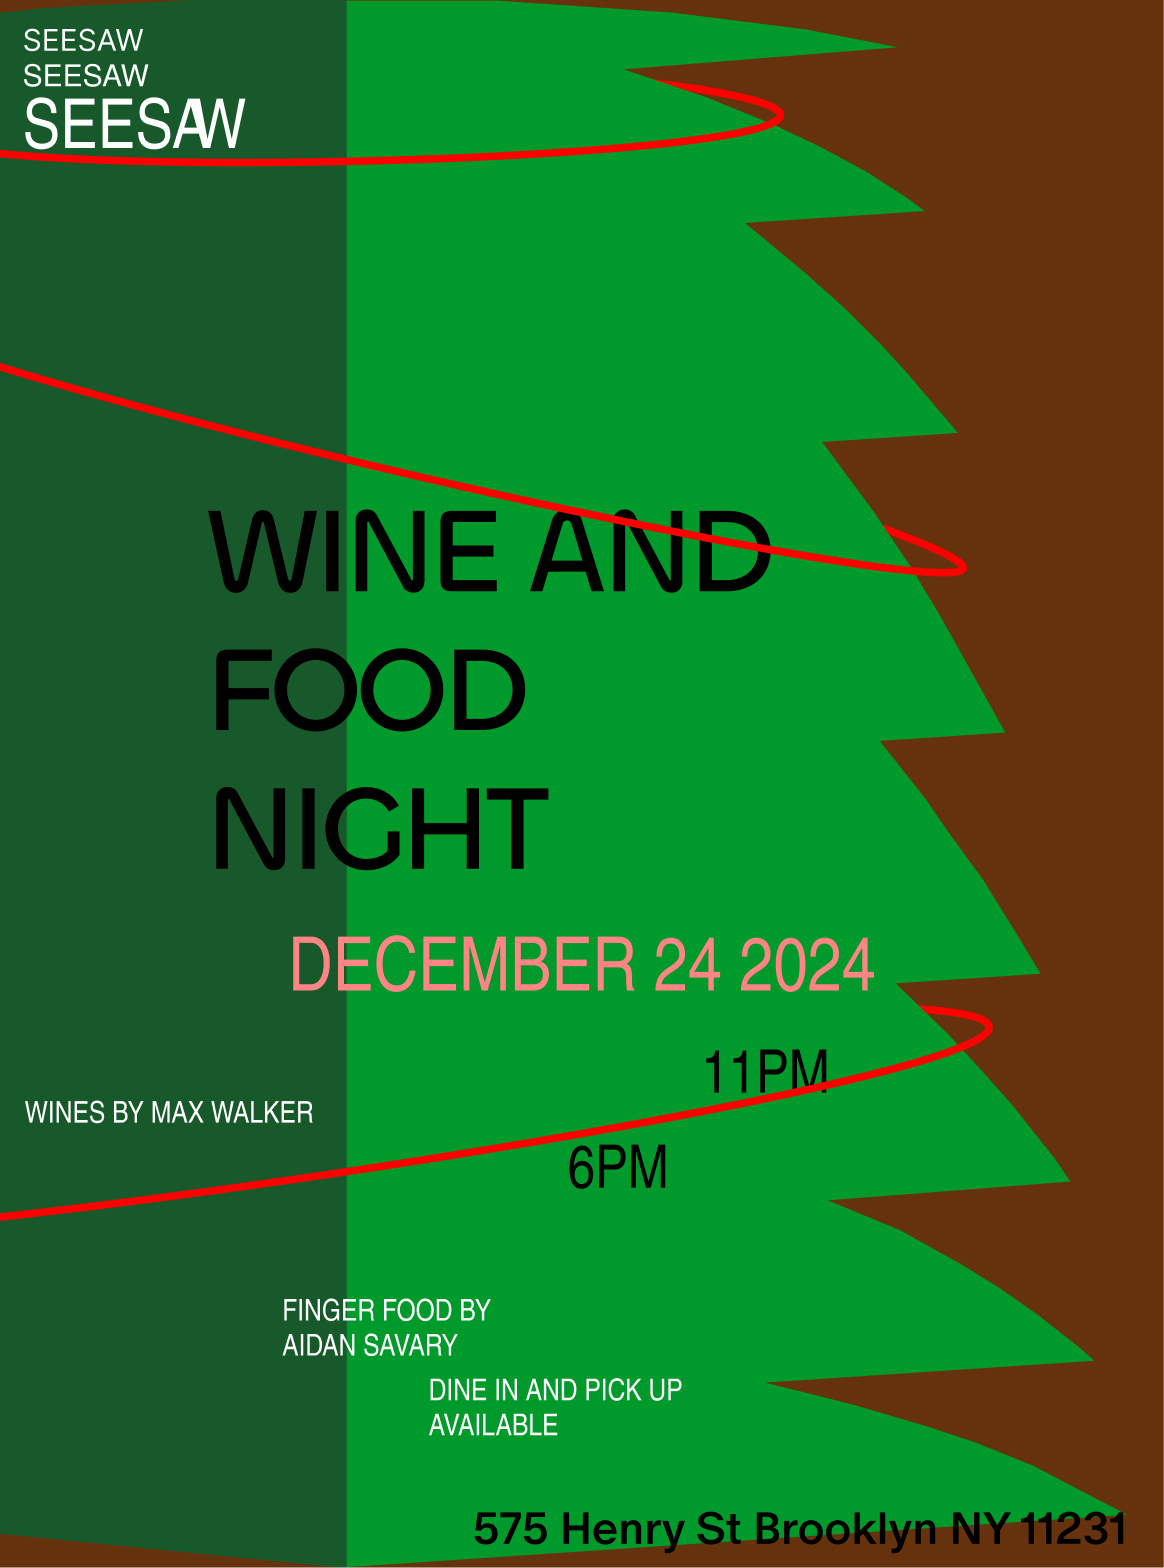 SEESAW
SEESAW
SEESAW
WINE AND
FOOD
NIGHT
DECEMBER 24 2024
11PM
WINES BY MAX WALKER
6PM
FINGER FOOD BY
AIDAN SAVARY
DINE IN AND PICK UP
AVAILABLE
575 Henry St Brooklyn NY 11231